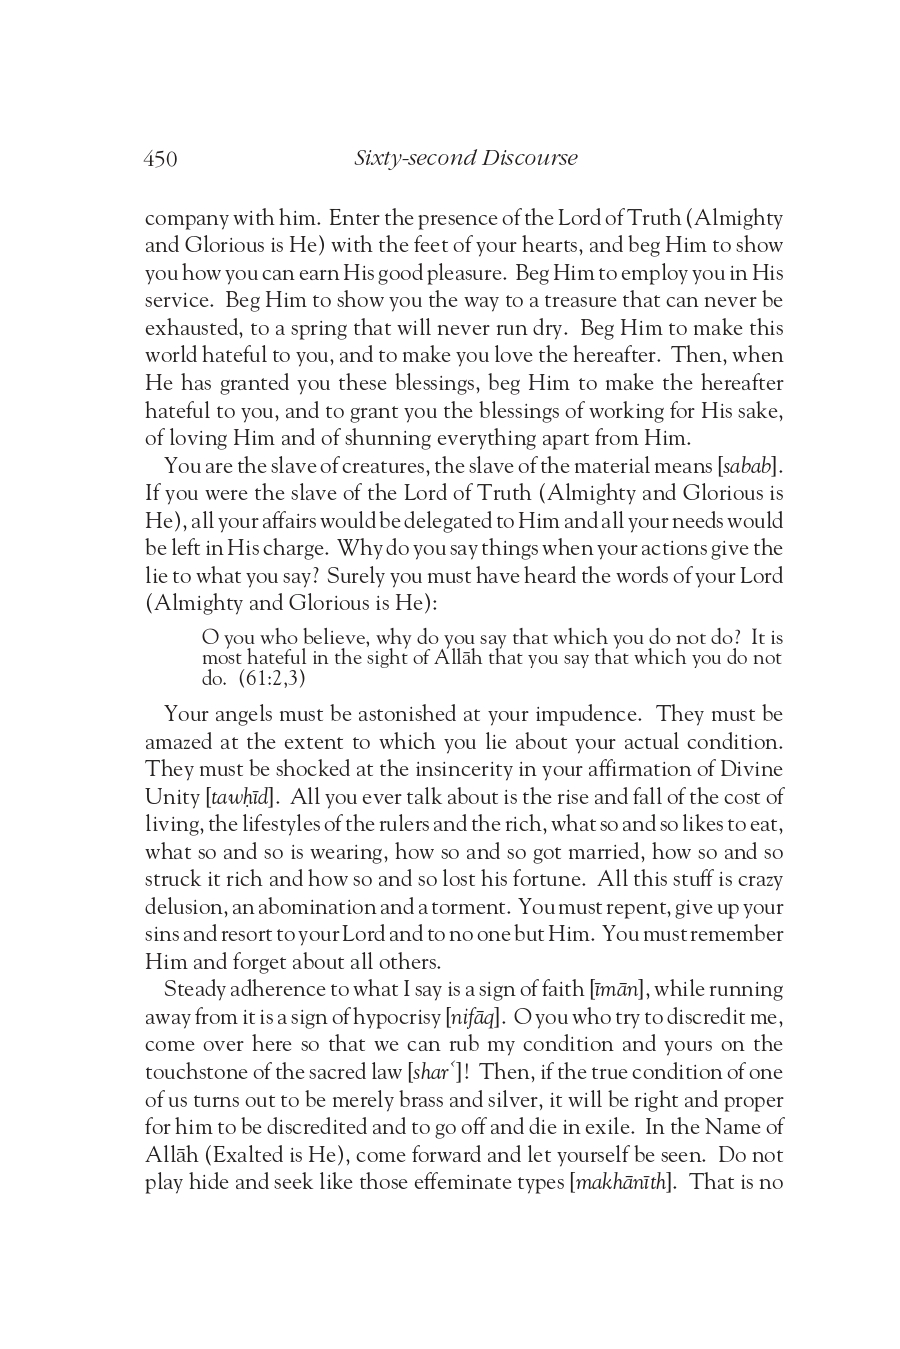 450
Sixty-second Discourse
company with him. Enter the presence of the Lord of Truth (Almighty
and Glorious is He) with the feet of your hearts, and beg Him to show
you how you can earn His good pleasure. Beg Him to employ you in His
service. Beg Him to show you the way to a treasure that can never be
exhausted, to a spring that will never run dry. Beg Him to make this
world hateful to you, and to make you love the hereafter. Then, when
He has granted you these blessings, beg Him to make the hereafter
hateful to you, and to grant you the blessings of working for His sake,
of loving Him and of shunning everything apart from Him.
You are the slave of creatures, the slave of the material means [sabab].
If you were the slave of the Lord of Truth (Almighty and Glorious is
He), all your affairs would be delegated to Him and all your needs would
be left in His charge. Why do you say things when your actions give the
lie to what you say? Surely you must have heard the words of your Lord
(Almighty and Glorious is He):
O you who believe, why do you say that which you do not do? It is
most hateful in the sight of Allāh that you say that which you do not
do. (61:2,3)
Your angels must be astonished at your impudence. They must be
amazed at the extent to which you lie about your actual condition.
They must be shocked at the insincerity in your affirmation of Divine
Unity [tawḥīd]. All you ever talk about is the rise and fall of the cost of
living, the lifestyles of the rulers and the rich, what so and so likes to eat,
what so and so is wearing, how so and so got married, how so and so
struck it rich and how so and so lost his fortune. All this stuff is crazy
delusion, an abomination and a torment. You must repent, give up your
sins and resort to your Lord and to no one but Him. You must remember
Him and forget about all others.
Steady adherence to what I say is a sign of faith [īmān], while running
away from it is a sign of hypocrisy [nifāq]. O you who try to discredit me,
come over here so that we can rub my condition and yours on the
touchstone of the sacred law [sharʿ]! Then, if the true condition of one
of us turns out to be merely brass and silver, it will be right and proper
for him to be discredited and to go off and die in exile. In the Name of
Allāh (Exalted is He), come forward and let yourself be seen. Do not
play hide and seek like those effeminate types [makhānīth]. That is no